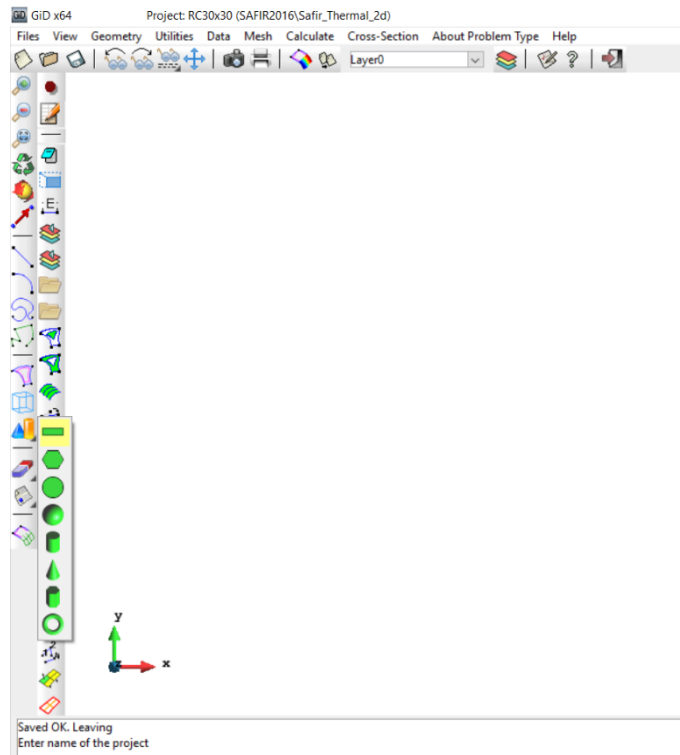 GiD x64 Project: RC30x30 (SAFIR2016\Safir_Thermal_2d)
Files View Geometry Utilities Data Mesh Calculate Cross-Section About Problem Type Help
Layer0
E
y
x
Saved OK. Leaving
Enter name of the project